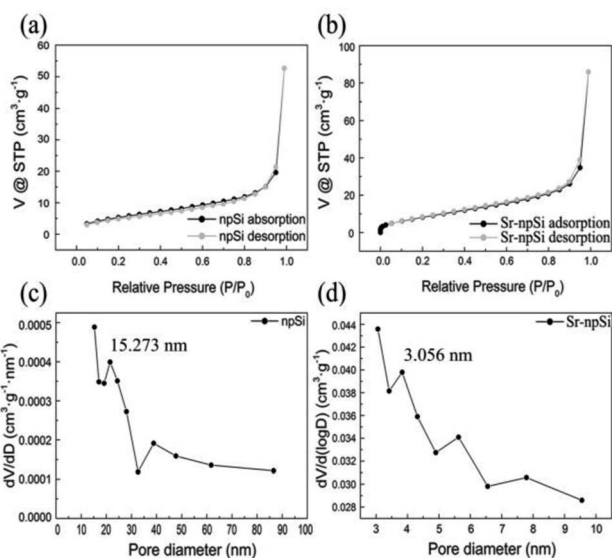 (a)
60
50
40
30
20
10
0
V @ STP (cm³·g⁻¹)
npSi absorption
npSi desorption
0.0 0.2 0.4 0.6 0.8 1.0
Relative Pressure (P/P₀)
(b)
100
80
60
40
20
0
V @ STP (cm³·g⁻¹)
Sr-npSi adsorption
Sr-npSi desorption
0.0 0.2 0.4 0.6 0.8 1.0
Relative Pressure (P/P₀)
(c)
npSi
15.273 nm
0.0005
0.0004
0.0003
0.0002
0.0001
0.0000
dV/dD (cm³·g⁻¹·nm⁻¹)
0 10 20 30 40 50 60 70 80 90 100
Pore diameter (nm)
(d)
Sr-npSi
3.056 nm
0.044
0.042
0.040
0.038
0.036
0.034
0.032
0.030
0.028
dV/d(logD) (cm³·g⁻¹)
3 4 5 6 7 8 9 10
Pore diameter (nm)